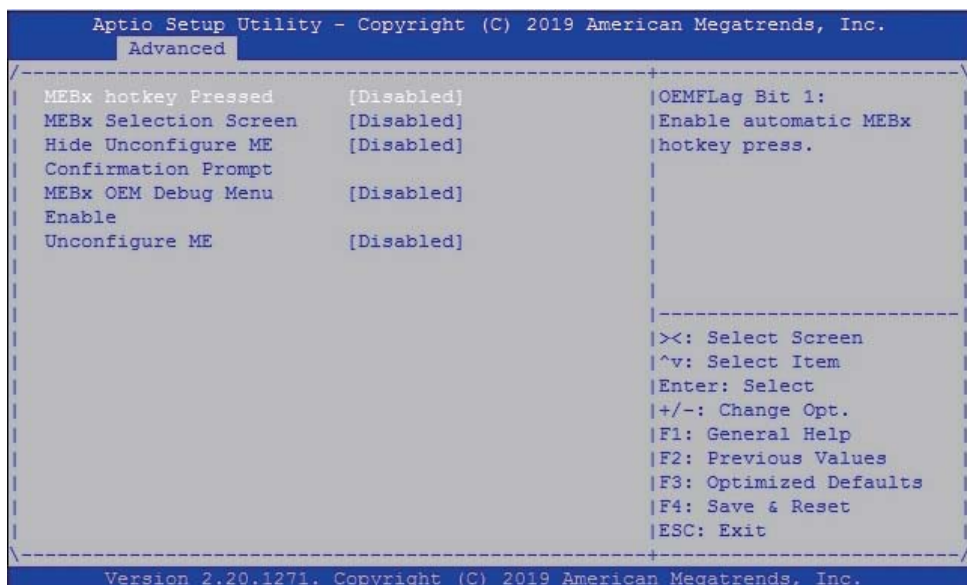 Aptio Setup Utility - Copyright (C) 2019 American Megatrends, Inc.
Advanced
MEBx hotkey Pressed [Disabled]
MEBx Selection Screen [Disabled]
Hide Unconfigure ME [Disabled]
Confirmation Prompt
MEBx OEM Debug Menu [Disabled]
Enable
Unconfigure ME [Disabled]
OEMFLag Bit 1:
Enable automatic MEBx
hotkey press.
><: Select Screen
^v: Select Item
Enter: Select
+/-: Change Opt.
F1: General Help
F2: Previous Values
F3: Optimized Defaults
F4: Save & Reset
ESC: Exit
Version 2.20.1271. Copyright (C) 2019 American Megatrends, Inc.